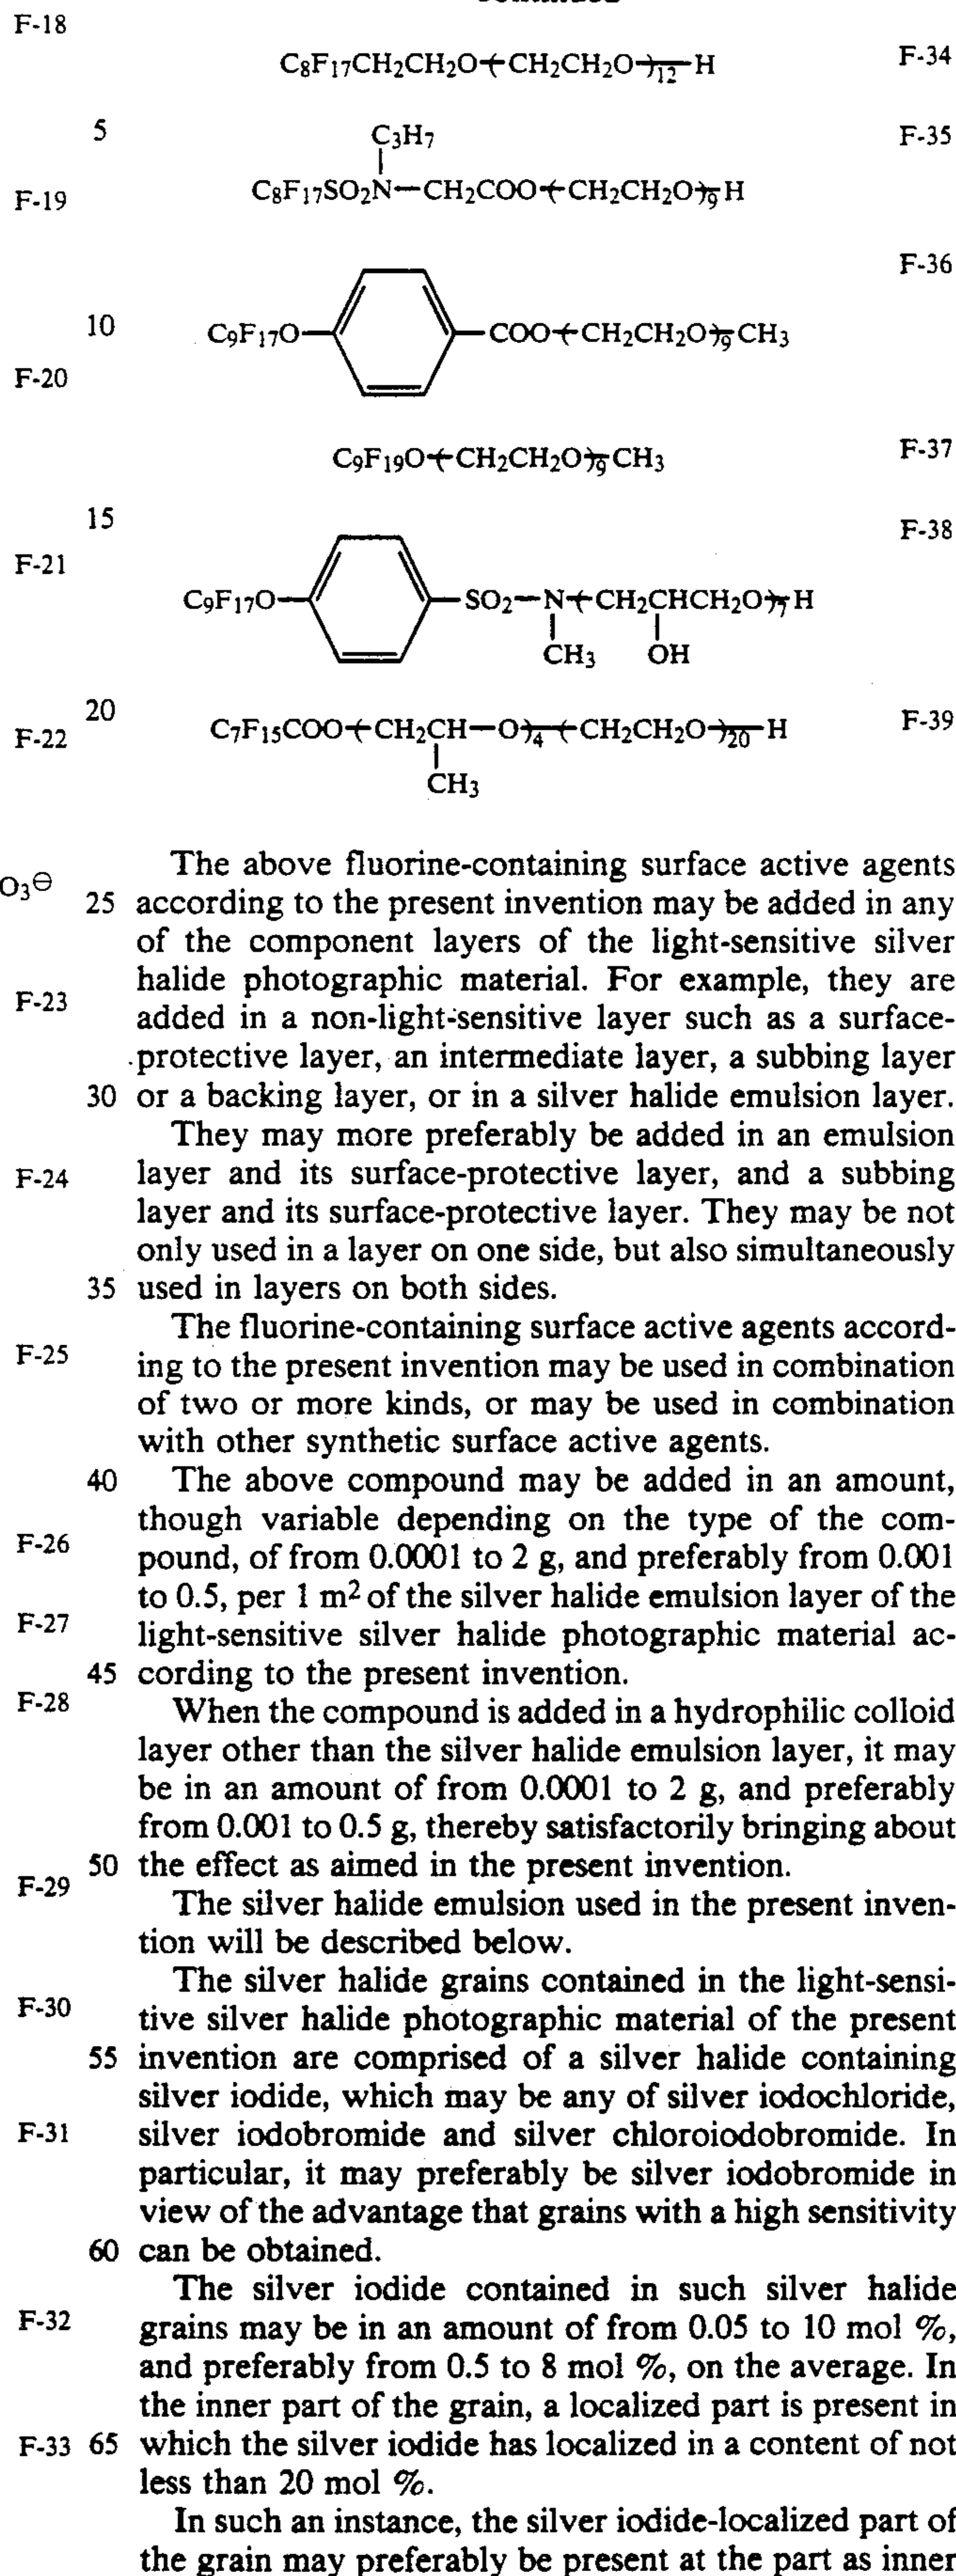 F-18
C₈F₁₇CH₂CH₂O-(-CH₂CH₂O-)₁₂-H F-34
5
C₃H₇ F-35
|
F-19 C₈F₁₇SO₂N—CH₂COO-(-CH₂CH₂O-)₉-H
F-36
10 C₉F₁₇O— —COO-(-CH₂CH₂O-)₉-CH₃
F-20
C₉F₁₉O-(-CH₂CH₂O-)₉-CH₃ F-37
15
F-38
F-21
C₉F₁₇O— —SO₂—N-(-CH₂CHCH₂O-)₇-H
CH₃ OH
20
F-22 C₇F₁₅COO-(-CH₂CH—O-)₄-(-CH₂CH₂O-)₂₀-H F-39
|
CH₃
The above fluorine-containing surface active agents
O₃⊖
25 according to the present invention may be added in any
of the component layers of the light-sensitive silver
halide photographic material. For example, they are
F-23
added in a non-light-sensitive layer such as a surface-
protective layer, an intermediate layer, a subbing layer
30 or a backing layer, or in a silver halide emulsion layer.
They may more preferably be added in an emulsion
F-24 layer and its surface-protective layer, and a subbing
layer and its surface-protective layer. They may be not
only used in a layer on one side, but also simultaneously
35 used in layers on both sides.
The fluorine-containing surface active agents accord-
F-25 ing to the present invention may be used in combination
of two or more kinds, or may be used in combination
with other synthetic surface active agents.
40 The above compound may be added in an amount,
though variable depending on the type of the com-
F-26 pound, of from 0.0001 to 2 g, and preferably from 0.001
to 0.5, per 1 m² of the silver halide emulsion layer of the
F-27 light-sensitive silver halide photographic material ac-
45 cording to the present invention.
F-28 When the compound is added in a hydrophilic colloid
layer other than the silver halide emulsion layer, it may
be in an amount of from 0.0001 to 2 g, and preferably
from 0.001 to 0.5 g, thereby satisfactorily bringing about
50 the effect as aimed in the present invention.
F-29 The silver halide emulsion used in the present inven-
tion will be described below.
The silver halide grains contained in the light-sensi-
F-30 tive silver halide photographic material of the present
55 invention are comprised of a silver halide containing
silver iodide, which may be any of silver iodochloride,
F-31 silver iodobromide and silver chloroiodobromide. In
particular, it may preferably be silver iodobromide in
view of the advantage that grains with a high sensitivity
60 can be obtained.
The silver iodide contained in such silver halide
F-32 grains may be in an amount of from 0.05 to 10 mol %,
and preferably from 0.5 to 8 mol %, on the average. In
the inner part of the grain, a localized part is present in
F-33 65 which the silver iodide has localized in a content of not
less than 20 mol %.
In such an instance, the silver iodide-localized part of
the grain may preferably be present at the part as inner